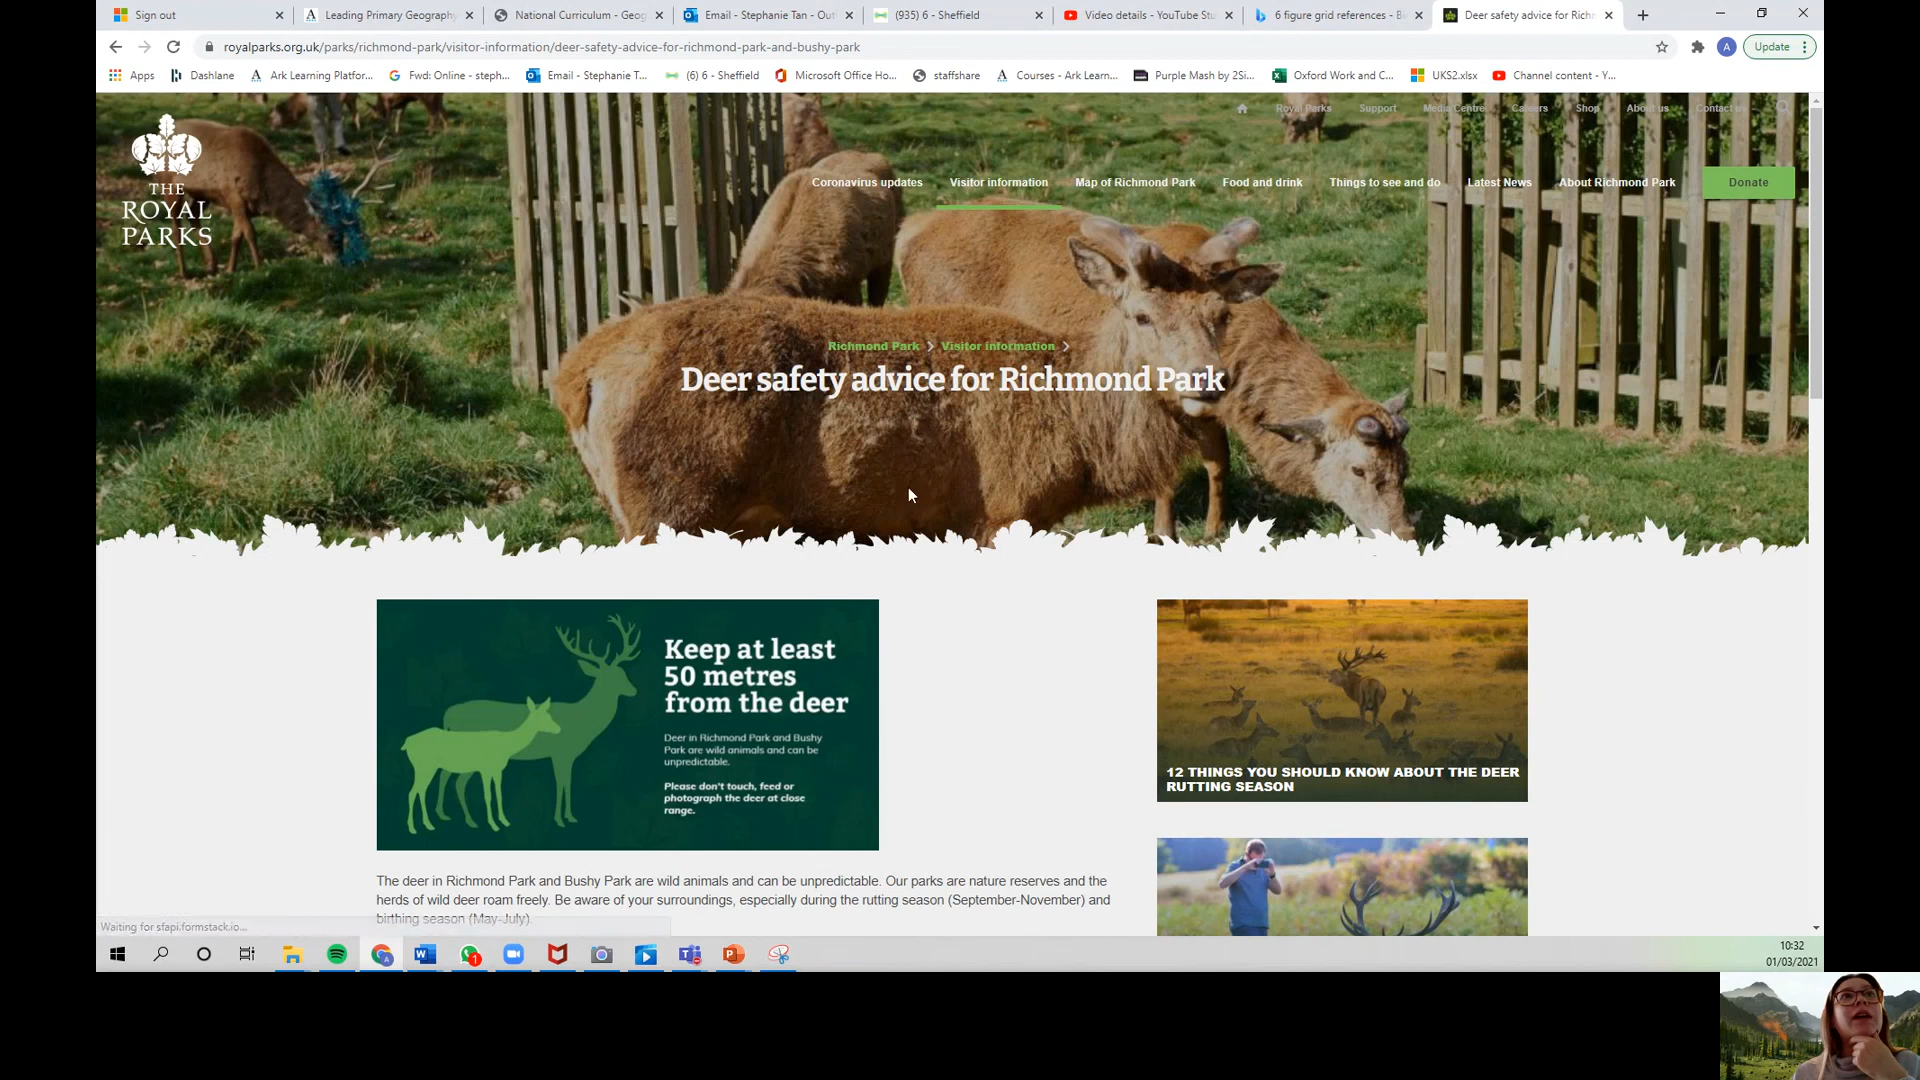 Sign out
Leading Primary Geography
National Curriculum - Geog
Email - Stephanie Tan - Out
(935) 6 - Sheffield
Video details - YouTube Stu
6 figure grid references - Bi
Deer safety advice for Richm
royalparks.org.uk/parks/richmond-park/visitor-information/deer-safety-advice-for-richmond-park-and-bushy-park
A
Update
Apps
Dashlane
Ark Learning Platfor...
Fwd: Online - steph...
Email - Stephanie T...
(6) 6 - Sheffield
Microsoft Office Ho...
staffshare
Courses - Ark Learn...
Purple Mash by 2Si...
Oxford Work and C...
UKS2.xlsx
Channel content - Y...
Royal Parks
Support
Media Centre
Careers
Shop
About us
Contact us
THE
ROYAL
PARKS
Coronavirus updates
Visitor information
Map of Richmond Park
Food and drink
Things to see and do
Latest News
About Richmond Park
Donate
Richmond Park > Visitor information >
Deer safety advice for Richmond Park
Keep at least
50 metres
from the deer
Deer in Richmond Park and Bushy
Park are wild animals and can be
unpredictable.
Please don't touch, feed or
photograph the deer at close
range.
12 THINGS YOU SHOULD KNOW ABOUT THE DEER
RUTTING SEASON
The deer in Richmond Park and Bushy Park are wild animals and can be unpredictable. Our parks are nature reserves and the
herds of wild deer roam freely. Be aware of your surroundings, especially during the rutting season (September-November) and
birthing season (May-July).
Waiting for sfapi.formstack.io...
10:32
01/03/2021